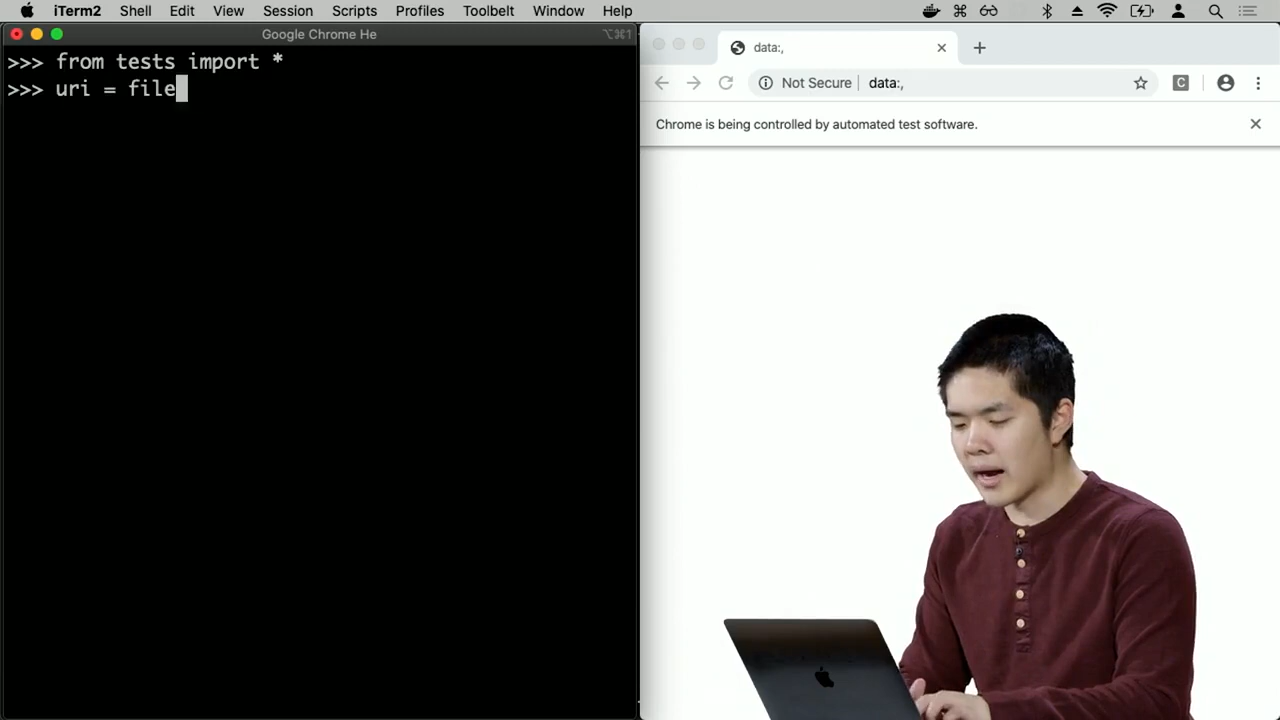 iTerm2 Shell Edit View Session Scripts Profiles Toolbelt Window Help
Google Chrome He ⌥⌘1
>>> from tests import *
>>> uri = file
data:,
Not Secure data:,
C
Chrome is being controlled by automated test software.